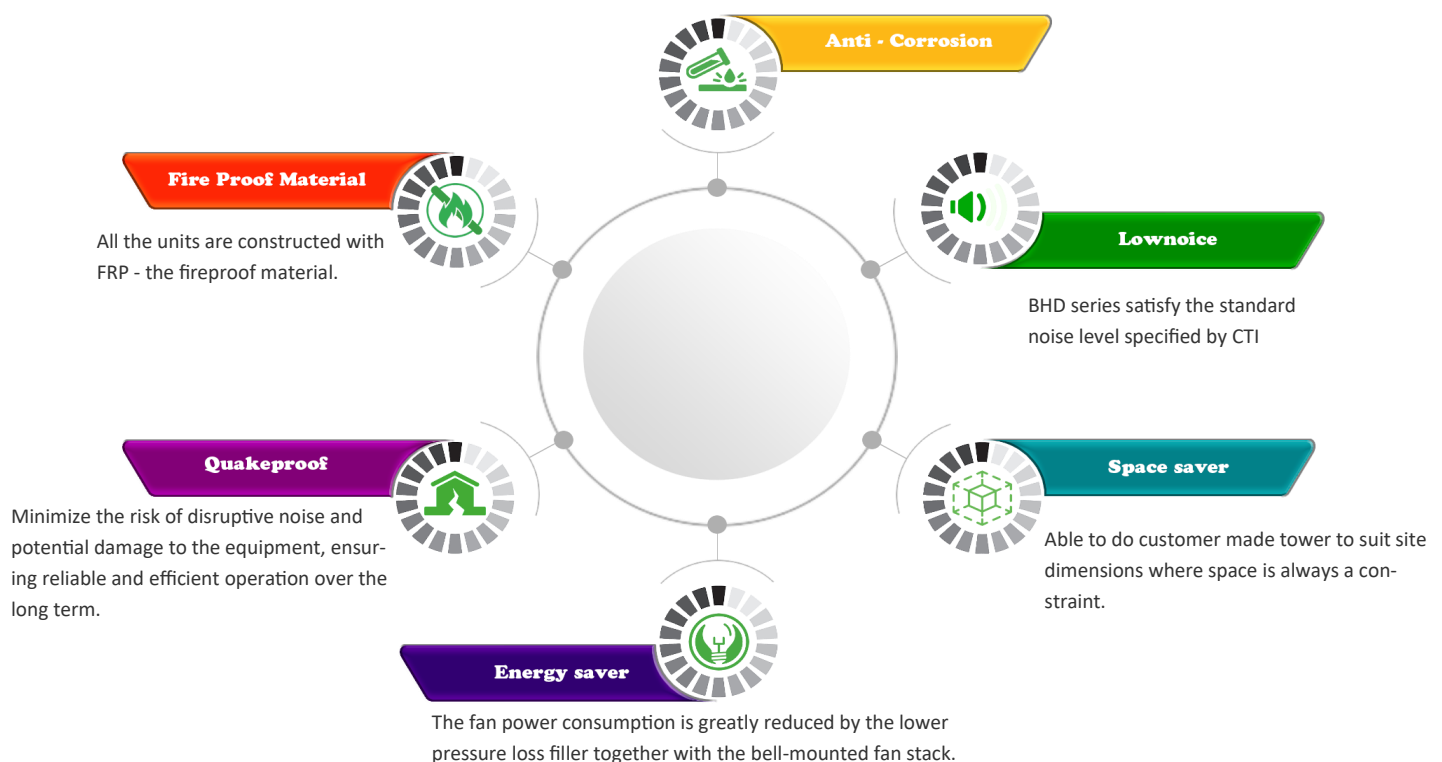 Anti - Corrosion
Fire Proof Material
All the units are constructed with
FRP - the fireproof material.
Lownoice
BHD series satisfy the standard
noise level specified by CTI
Quakeproof
Minimize the risk of disruptive noise and
potential damage to the equipment, ensur-
ing reliable and efficient operation over the
long term.
Space saver
Able to do customer made tower to suit site
dimensions where space is always a con-
straint.
Energy saver
The fan power consumption is greatly reduced by the lower
pressure loss filler together with the bell-mounted fan stack.